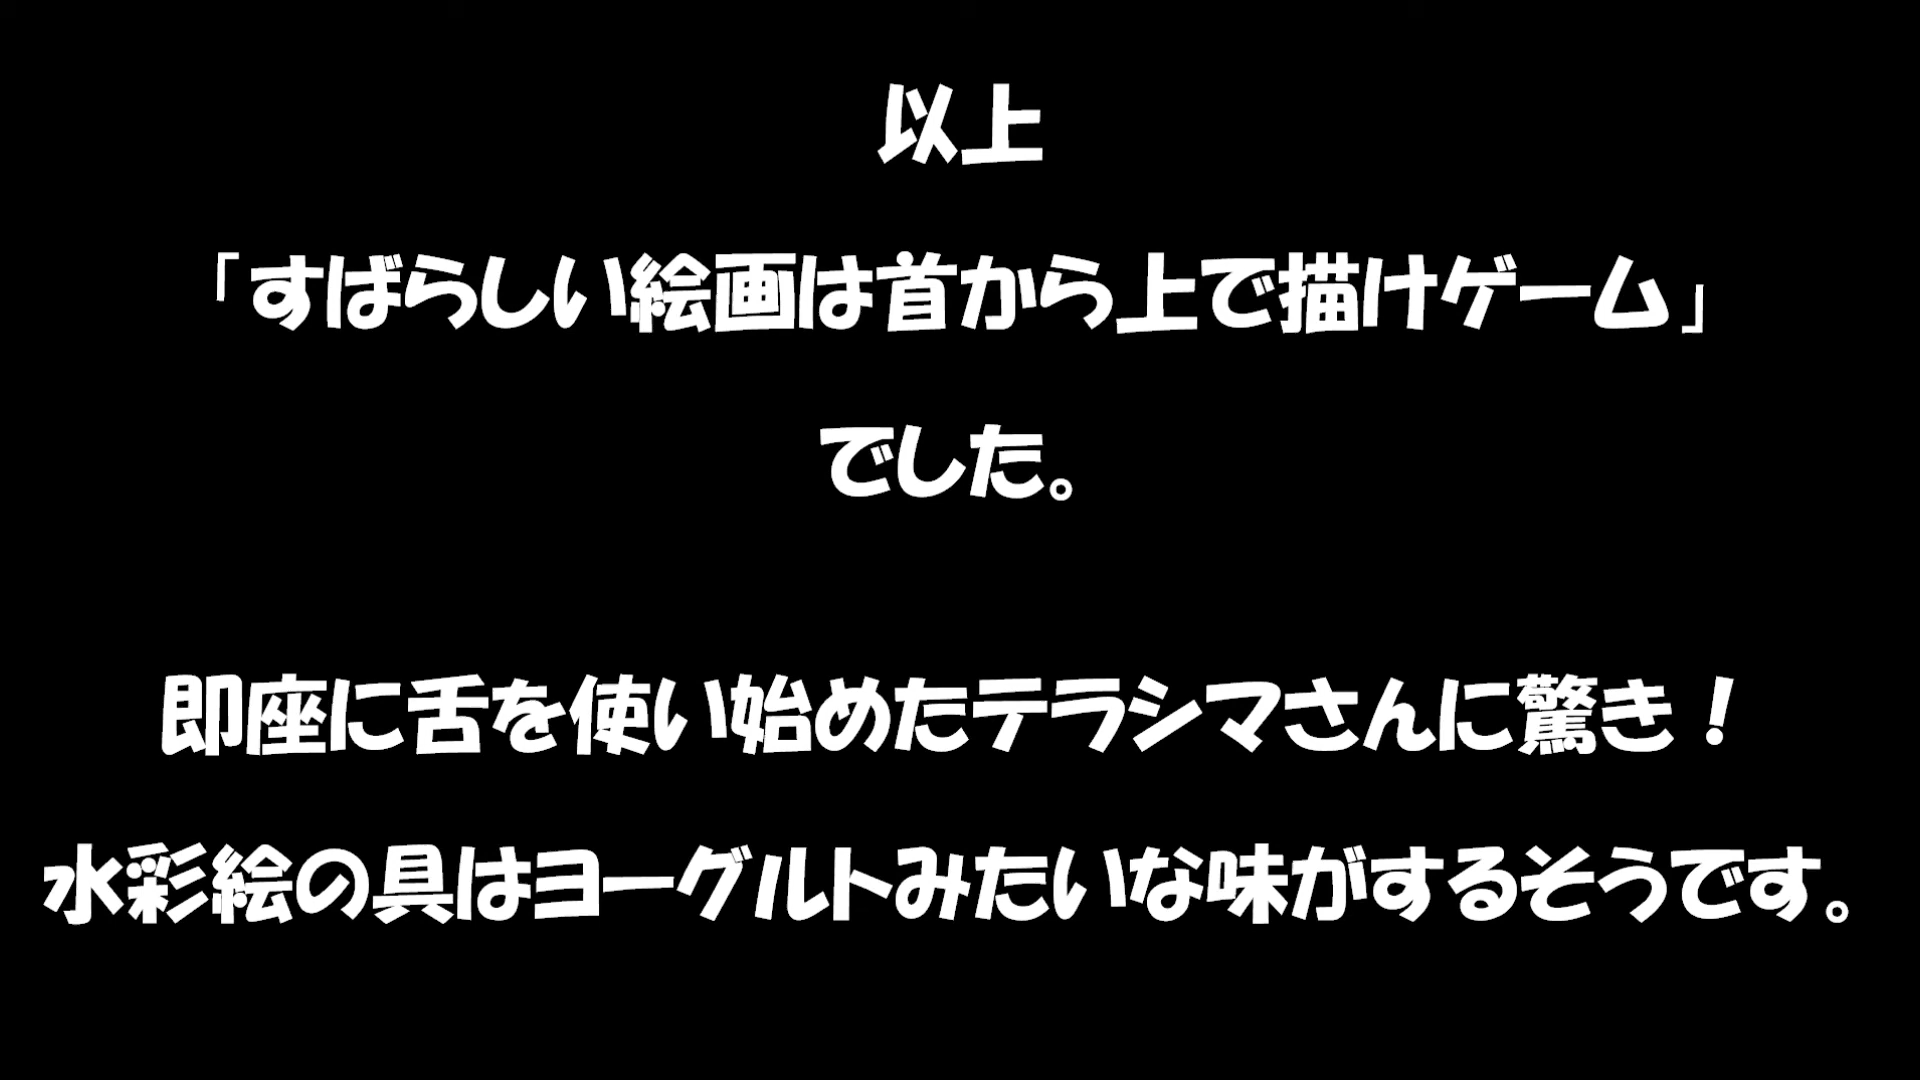 以上
「すばらしい絵画は首から上で描けゲーム」
でした。
即座に舌を使い始めたテラシマさんに驚き！
水彩絵の具はヨーグルトみたいな味がするそうです。